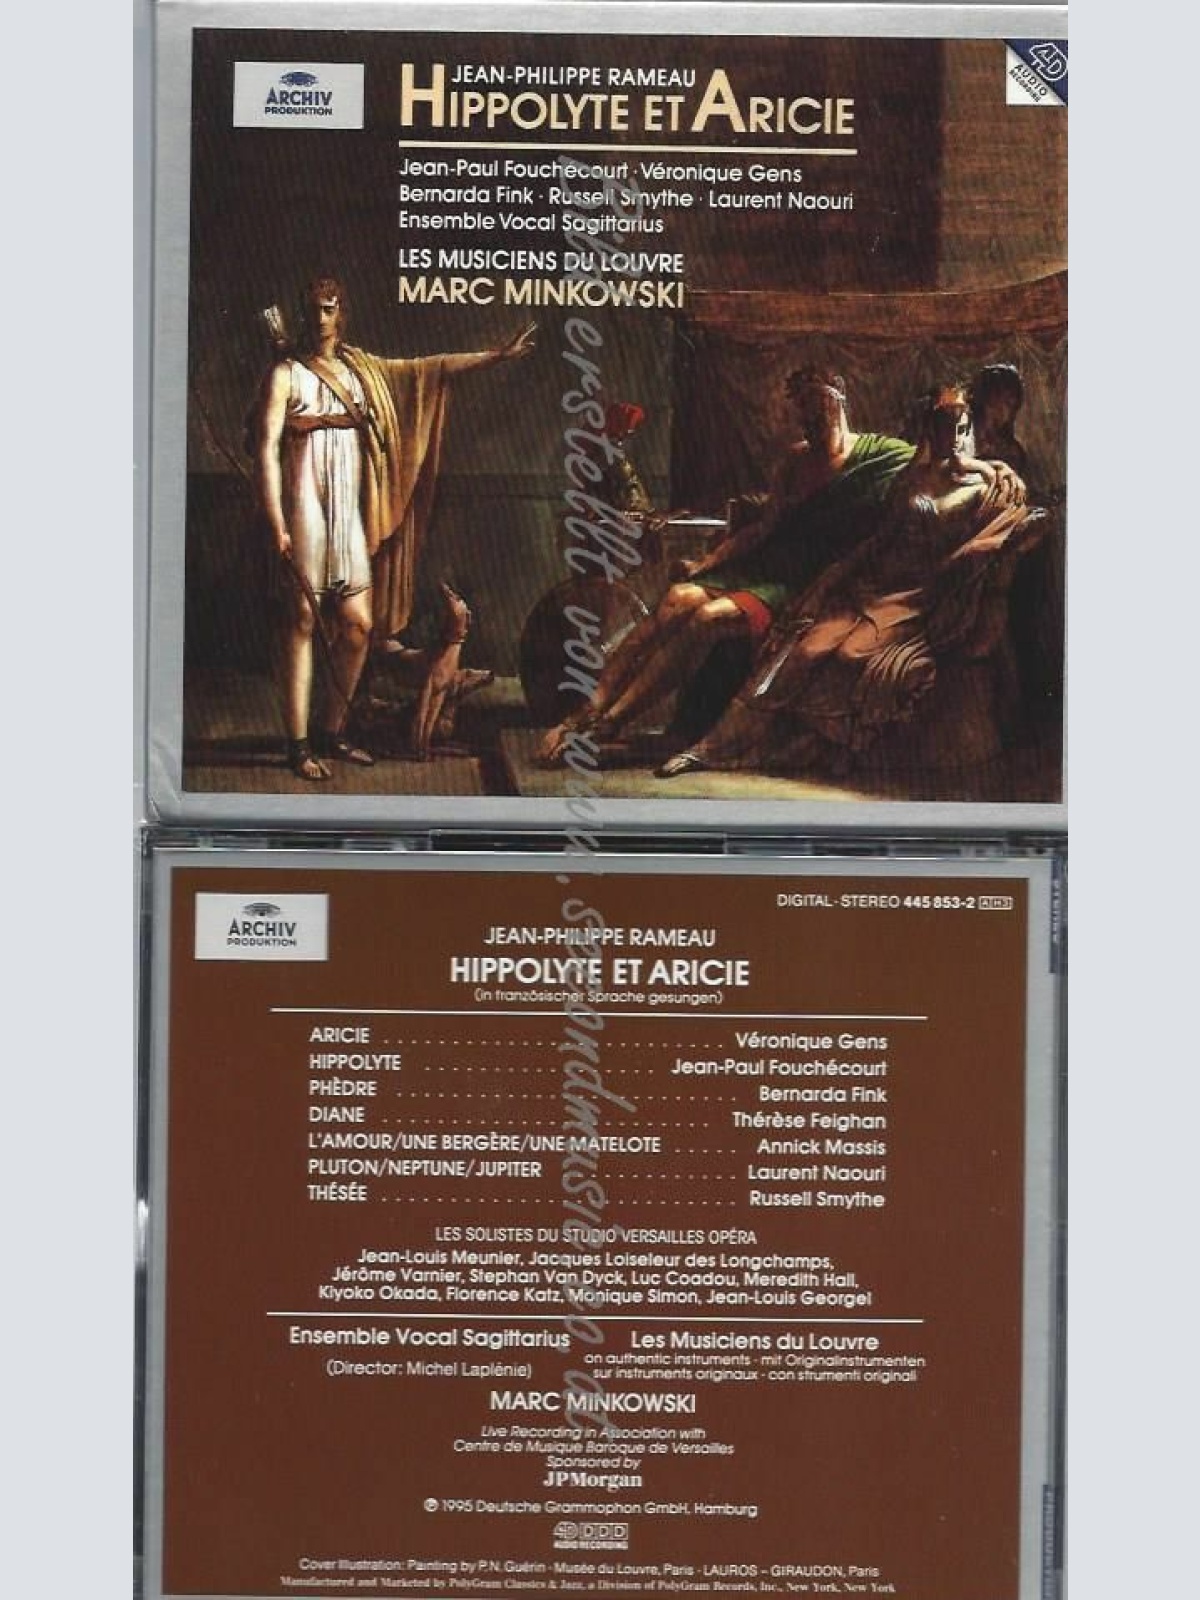 ARCHIV
PRODUKTION
JEAN-PHILIPPE RAMEAU
HIPPOLYTE ET ARICIE
4D
AUDIO
RECORDING
Jean-Paul Fouchécourt · Véronique Gens
Bernarda Fink · Russell Smythe · Laurent Naouri
Ensemble Vocal Sagittarius
LES MUSICIENS DU LOUVRE
MARC MINKOWSKI
Bild erstellt von www.secondmusic.co.at
ARCHIV
PRODUKTION
DIGITAL · STEREO 445 853-2 AH3
JEAN-PHILIPPE RAMEAU
HIPPOLYTE ET ARICIE
(in französischer Sprache gesungen)
ARICIE . . . . . . . . . . . . . . . . . . . . . . . . . Véronique Gens
HIPPOLYTE . . . . . . . . . . . . . . . . . Jean-Paul Fouchécourt
PHÈDRE . . . . . . . . . . . . . . . . . . . . . . . . . Bernarda Fink
DIANE . . . . . . . . . . . . . . . . . . . . . . . . Thérèse Feighan
L'AMOUR/UNE BERGÈRE/UNE MATELOTE . . . . . Annick Massis
PLUTON/NEPTUNE/JUPITER . . . . . . . . . . . . . . Laurent Naouri
THÉSÉE . . . . . . . . . . . . . . . . . . . . . . . . . Russell Smythe
LES SOLISTES DU STUDIO VERSAILLES OPÉRA
Jean-Louis Meunier, Jacques Loiseleur des Longchamps,
Jérôme Varnier, Stephan Van Dyck, Luc Coadou, Meredith Hall,
Kiyoko Okada, Florence Katz, Monique Simon, Jean-Louis Georgel
Ensemble Vocal Sagittarius
(Director: Michel Laplénie)
Les Musiciens du Louvre
on authentic instruments · mit Originalinstrumenten
sur instruments originaux · con strumenti originali
MARC MINKOWSKI
Live Recording in Association with
Centre de Musique Baroque de Versailles
Sponsored by
JPMorgan
℗ 1995 Deutsche Grammophon GmbH, Hamburg
4D DDD
AUDIO RECORDING
Cover Illustration: Painting by P.N. Guérin · Musée du Louvre, Paris · LAUROS – GIRAUDON, Paris
Manufactured and Marketed by PolyGram Classics & Jazz, a Division of PolyGram Records, Inc., New York, New York